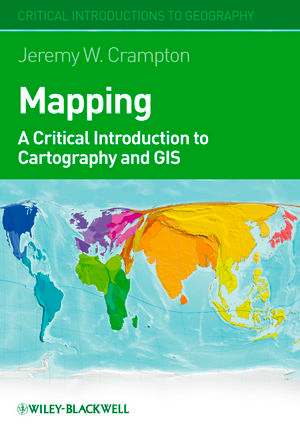 CRITICAL INTRODUCTIONS TO GEOGRAPHY
Jeremy W. Crampton
Mapping
A Critical Introduction to
Cartography and GIS
WILEY-BLACKWELL